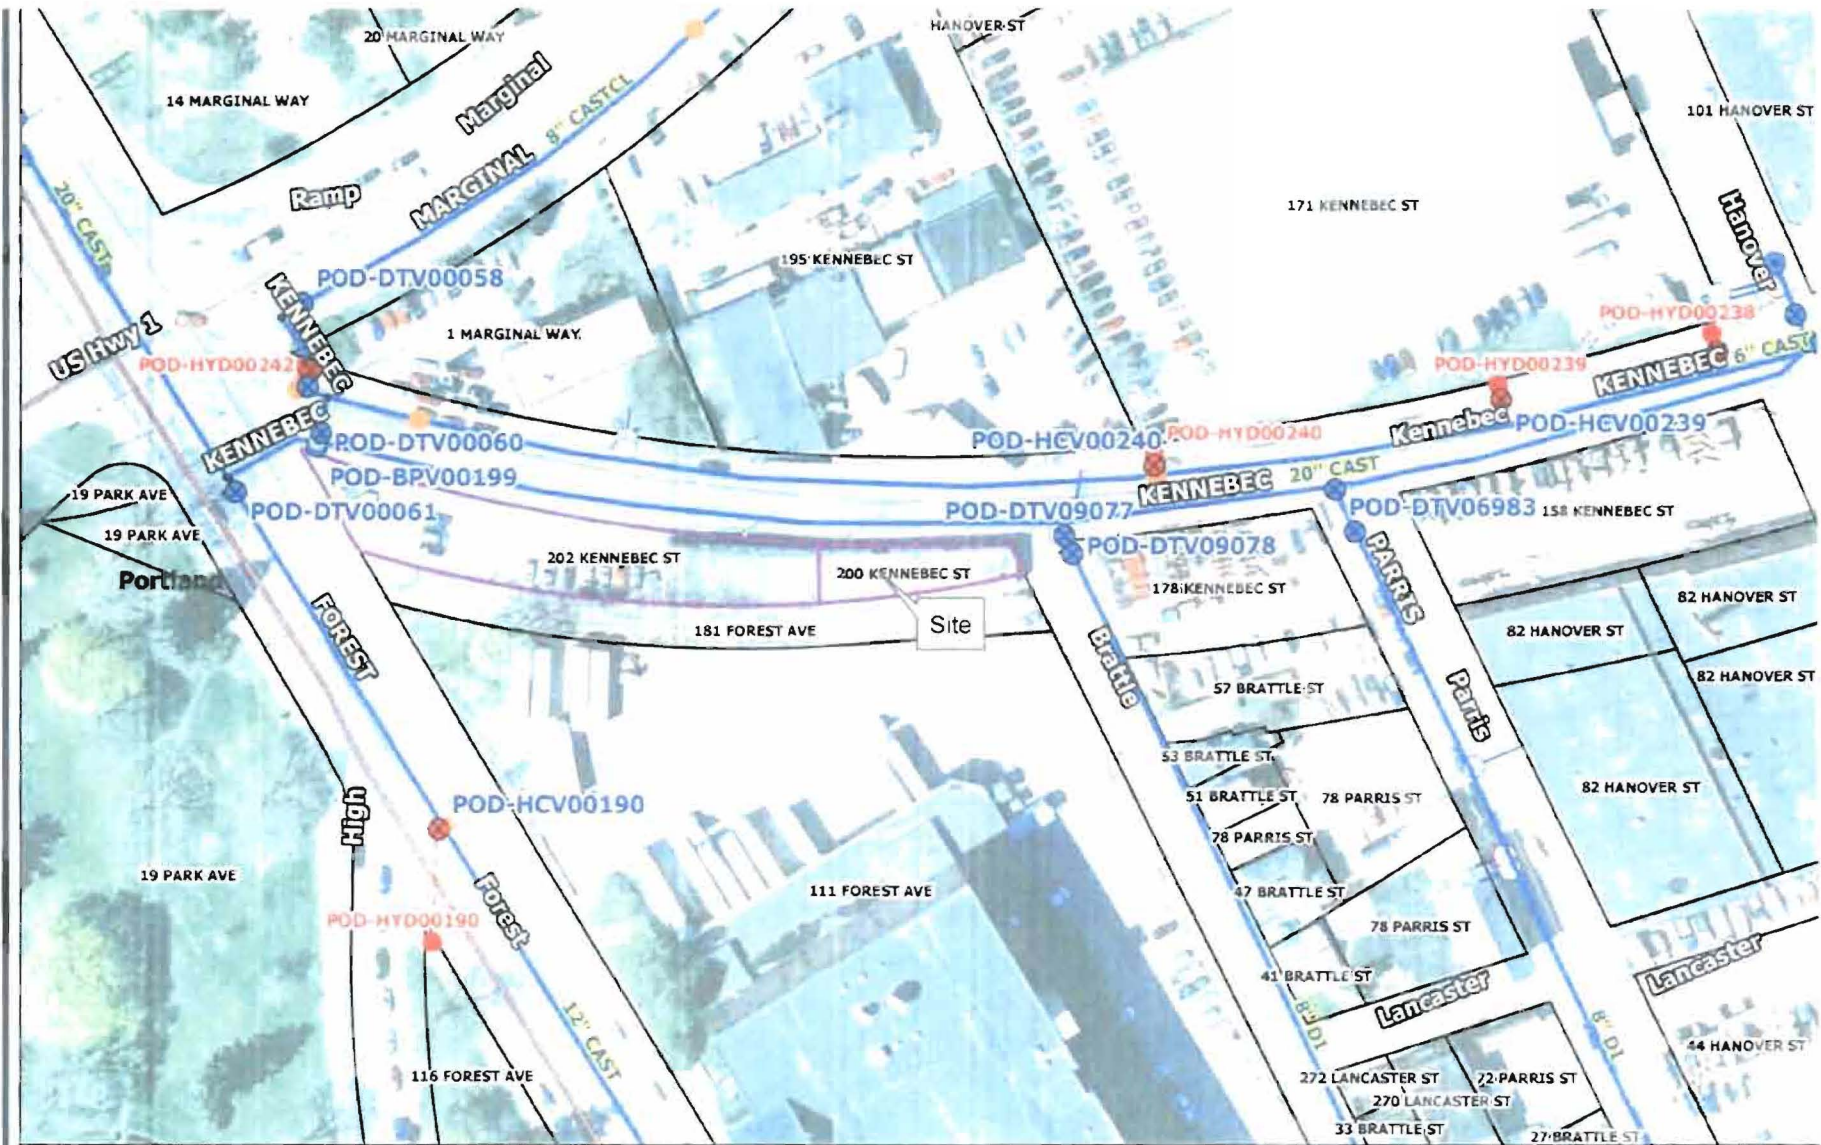 HANOVER ST
20 MARGINAL WAY
14 MARGINAL WAY
Marginal
8" CASTCL
101 HANOVER ST
Ramp
MARGINAL
171 KENNEBEC ST
20" CAST
Hanover
195 KENNEBEC ST
POD-DTV00058
KENNEBEC
1 MARGINAL WAY
US Hwy 1
POD-HYD00242
POD-HYD00238
6" CAST
POD-HYD00239
KENNEBEC
KENNEBEC
POD-DTV00060
POD-HCV00240
POD-HYD00240
Kennebec
POD-HCV00239
POD-BPV00199
20" CAST
KENNEBEC
19 PARK AVE
POD-DTV00061
POD-DTV09077
POD-DTV06983
158 KENNEBEC ST
19 PARK AVE
POD-DTV09078
202 KENNEBEC ST
200 KENNEBEC ST
Portland
178 KENNEBEC ST
PARRIS
82 HANOVER ST
FOREST
Site
181 FOREST AVE
82 HANOVER ST
82 HANOVER ST
Brattle
57 BRATTLE ST
Parris
53 BRATTLE ST
82 HANOVER ST
51 BRATTLE ST
78 PARRIS ST
High
POD-HCV00190
78 PARRIS ST
19 PARK AVE
111 FOREST AVE
47 BRATTLE ST
POD-HYD00190
Forest
78 PARRIS ST
41 BRATTLE ST
Lancaster
Lancaster
12" CAST
8" DI
8" DI
44 HANOVER ST
116 FOREST AVE
272 LANCASTER ST
72 PARRIS ST
270 LANCASTER ST
33 BRATTLE ST
27 BRATTLE ST